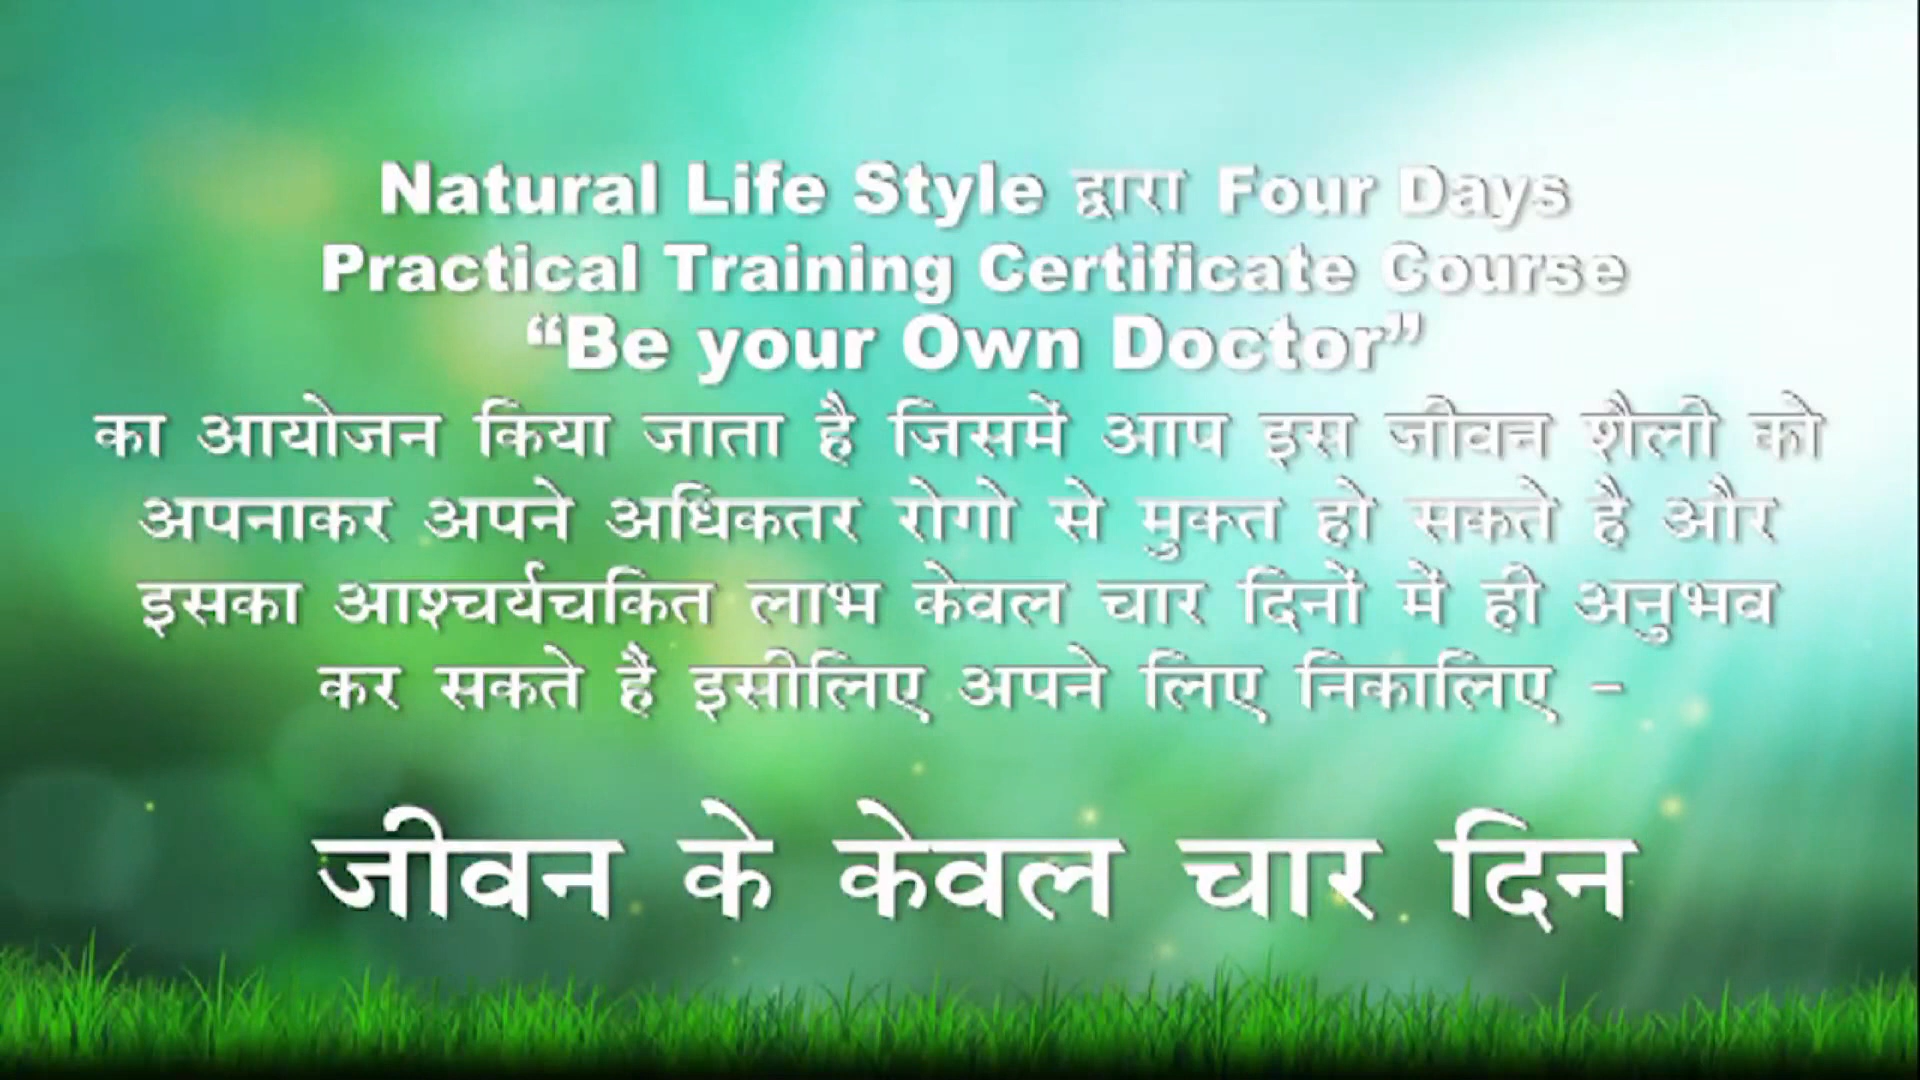 Natural Life Style द्वारा Four Days
Practical Training Certificate Course
“Be your Own Doctor”
का आयोजन किया जाता है जिसमें आप इस जीवन शैली को
अपनाकर अपने अधिकतर रोगो से मुक्त हो सकते है और
इसका आश्चर्यचकित लाभ केवल चार दिनों में ही अनुभव
कर सकते है इसीलिए अपने लिए निकालिए -
जीवन के केवल चार दिन